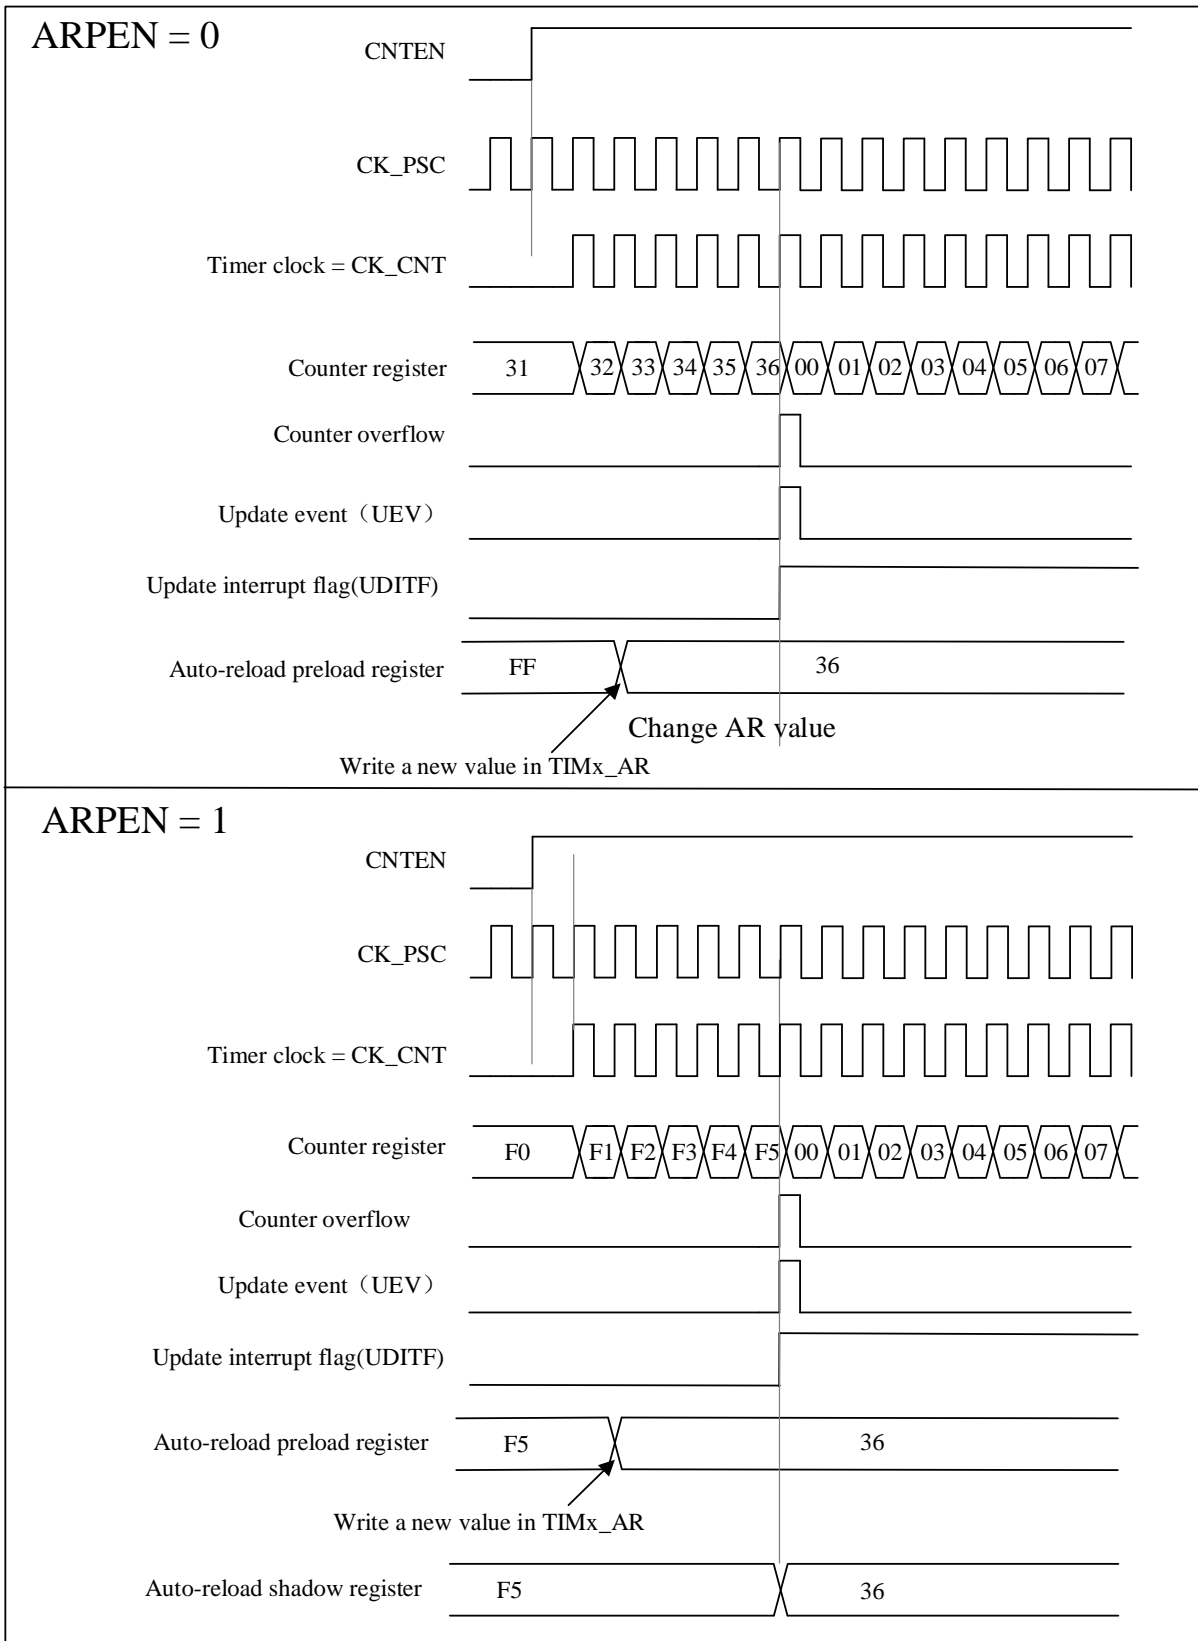 ARPEN = 0
CNTEN
CK_PSC
Timer clock = CK_CNT
Counter register 31 32 33 34 35 36 00 01 02 03 04 05 06 07
Counter overflow
Update event（UEV）
Update interrupt flag(UDITF)
Auto-reload preload register FF 36
Change AR value
Write a new value in TIMx_AR
ARPEN = 1
CNTEN
CK_PSC
Timer clock = CK_CNT
Counter register F0 F1 F2 F3 F4 F5 00 01 02 03 04 05 06 07
Counter overflow
Update event（UEV）
Update interrupt flag(UDITF)
Auto-reload preload register F5 36
Write a new value in TIMx_AR
Auto-reload shadow register F5 36